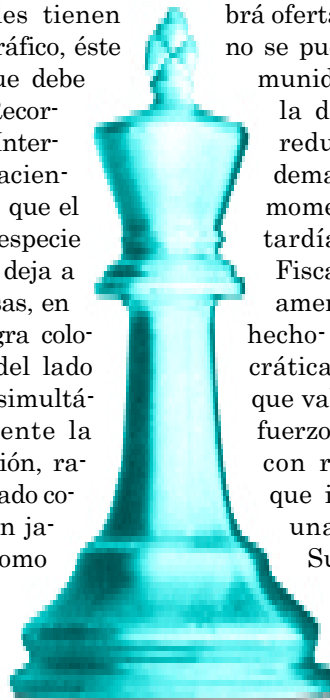 es tienen
ráfico, éste
ue debe
Recor-
Inter-
acien-
que el
especie
deja a
sas, en
gra colo-
del lado
simultá-
ente la
ión, ra-
ado co-
n ja-
omo
brá oferta
no se pu
munid
la d
redu
dema
mome
tardía
Fisca
amen
hecho-
crática
que val
fuerzo
con r
que i
una
Su